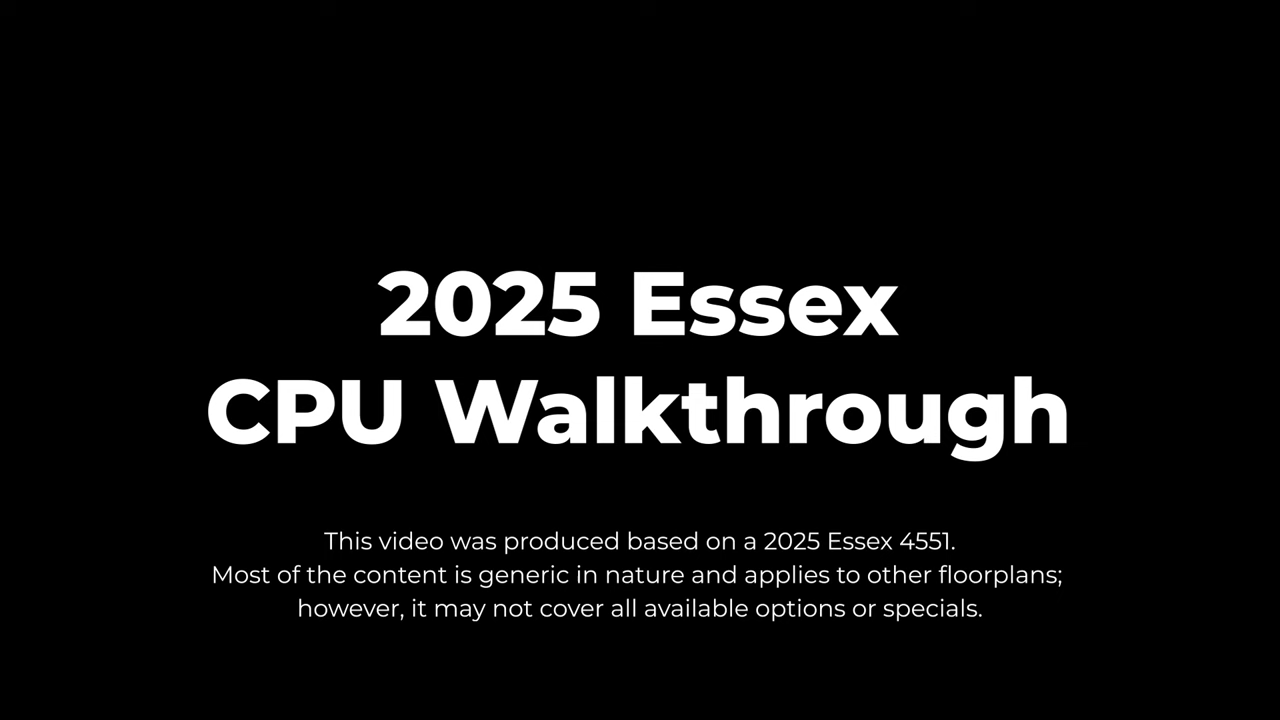 2025 Essex
CPU Walkthrough
This video was produced based on a 2025 Essex 4551.
Most of the content is generic in nature and applies to other floorplans;
however, it may not cover all available options or specials.